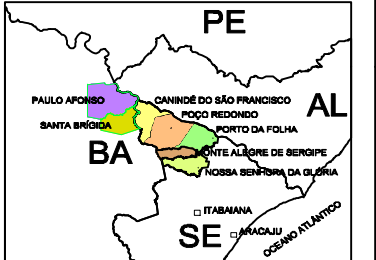 PE
PAULO AFONSO
CANINDÉ DO SÃO FRANCISCO
AL
POÇO REDONDO
SANTA BRÍGIDA
PORTO DA FOLHA
BA
MONTE ALEGRE DE SERGIPE
NOSSA SENHORA DA GLÓRIA
ITABAIANA
SE
ARACAJU
OCEANO ATLÂNTICO